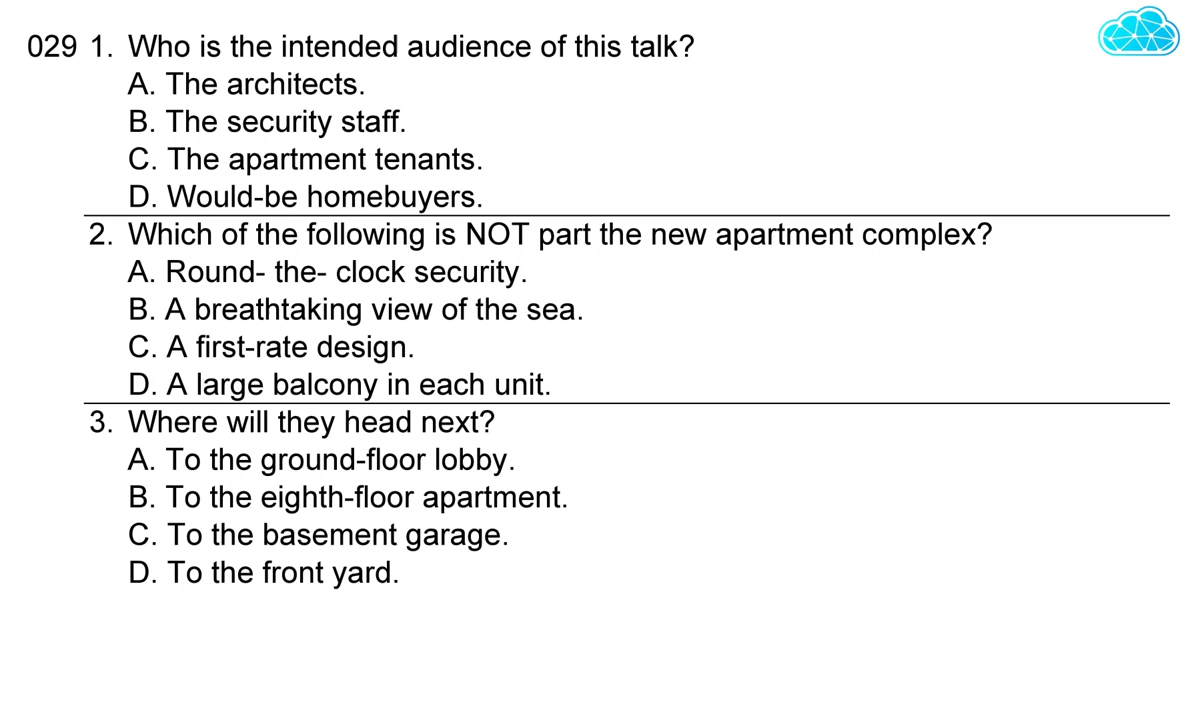 029 1. Who is the intended audience of this talk?
A. The architects.
B. The security staff.
C. The apartment tenants.
D. Would-be homebuyers.
2. Which of the following is NOT part the new apartment complex?
A. Round- the- clock security.
B. A breathtaking view of the sea.
C. A first-rate design.
D. A large balcony in each unit.
3. Where will they head next?
A. To the ground-floor lobby.
B. To the eighth-floor apartment.
C. To the basement garage.
D. To the front yard.